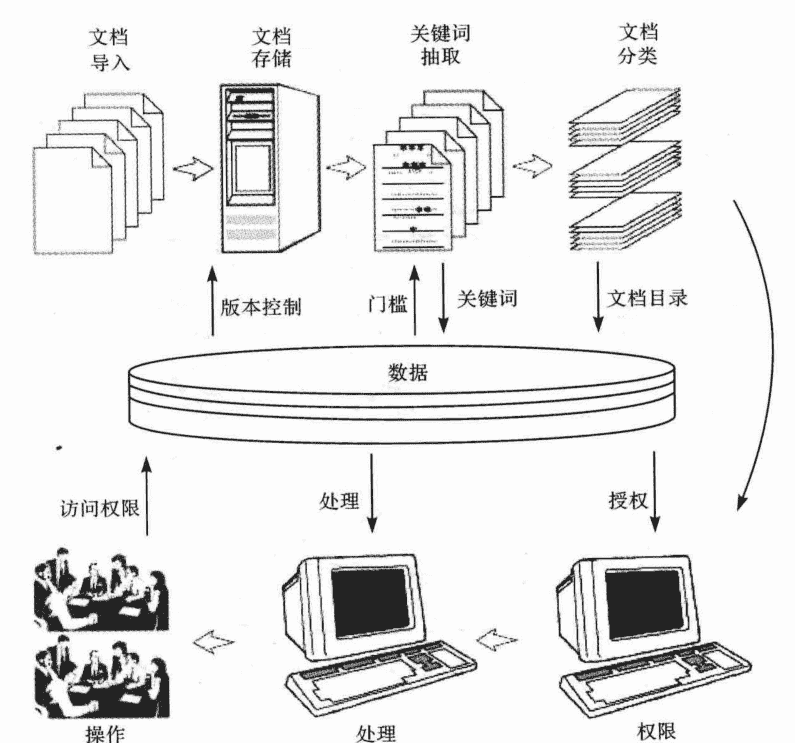 文档
导入
文档
存储
关键词
抽取
文档
分类
版本控制
门槛
关键词
文档目录
数据
访问权限
处理
授权
操作
处理
权限